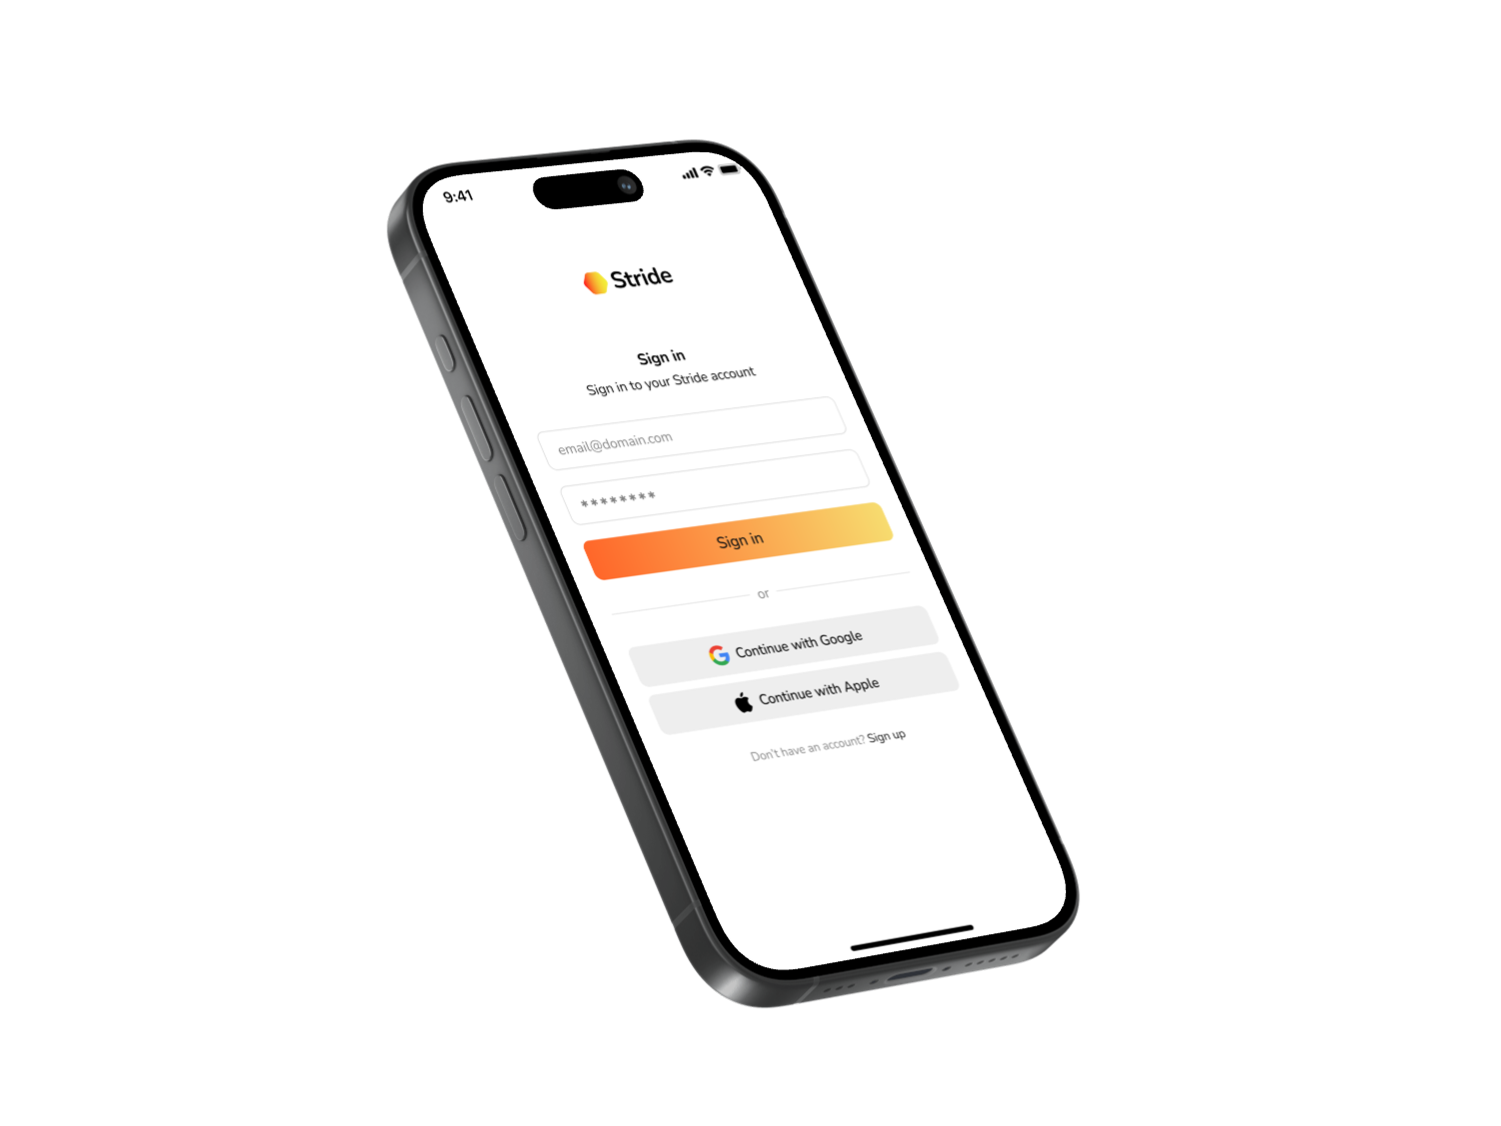 9:41
Stride
Sign in
Sign in to your Stride account
email@domain.com
********
Sign in
or
Continue with Google
Continue with Apple
Don't have an account? Sign up